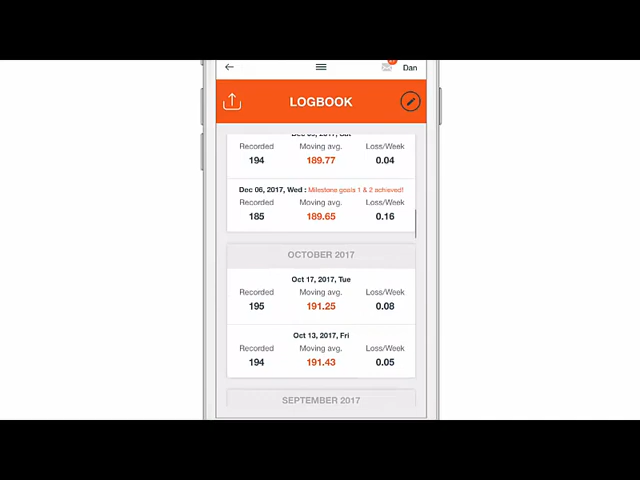 Dan
LOGBOOK
2017, Sat
Recorded Moving avg. Loss/Week
194 189.77 0.04
Dec 06, 2017, Wed : Milestone goals 1 & 2 achieved!
Recorded Moving avg. Loss/Week
185 189.65 0.16
OCTOBER 2017
Oct 17, 2017, Tue
Recorded Moving avg. Loss/Week
195 191.25 0.08
Oct 13, 2017, Fri
Recorded Moving avg. Loss/Week
194 191.43 0.05
SEPTEMBER 2017